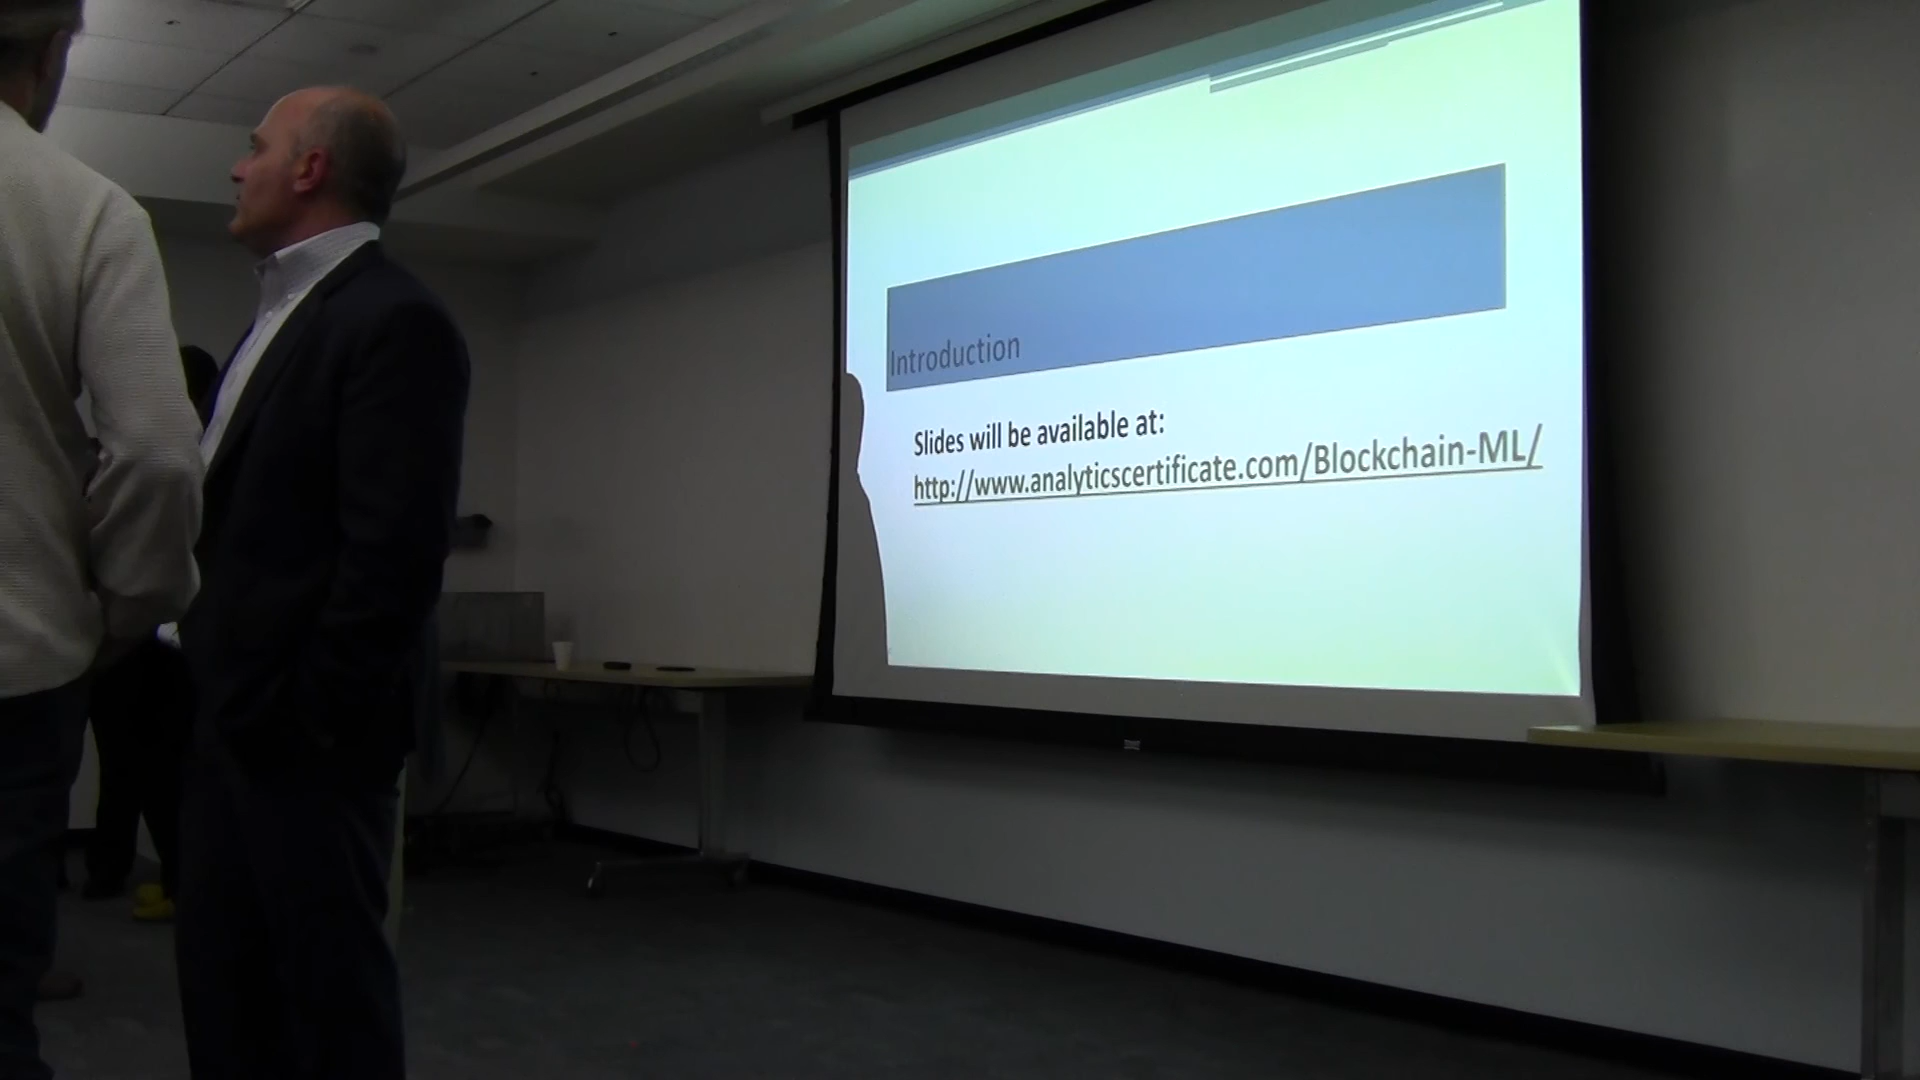 Introduction
Slides will be available at:
http://www.analyticscertificate.com/Blockchain-ML/